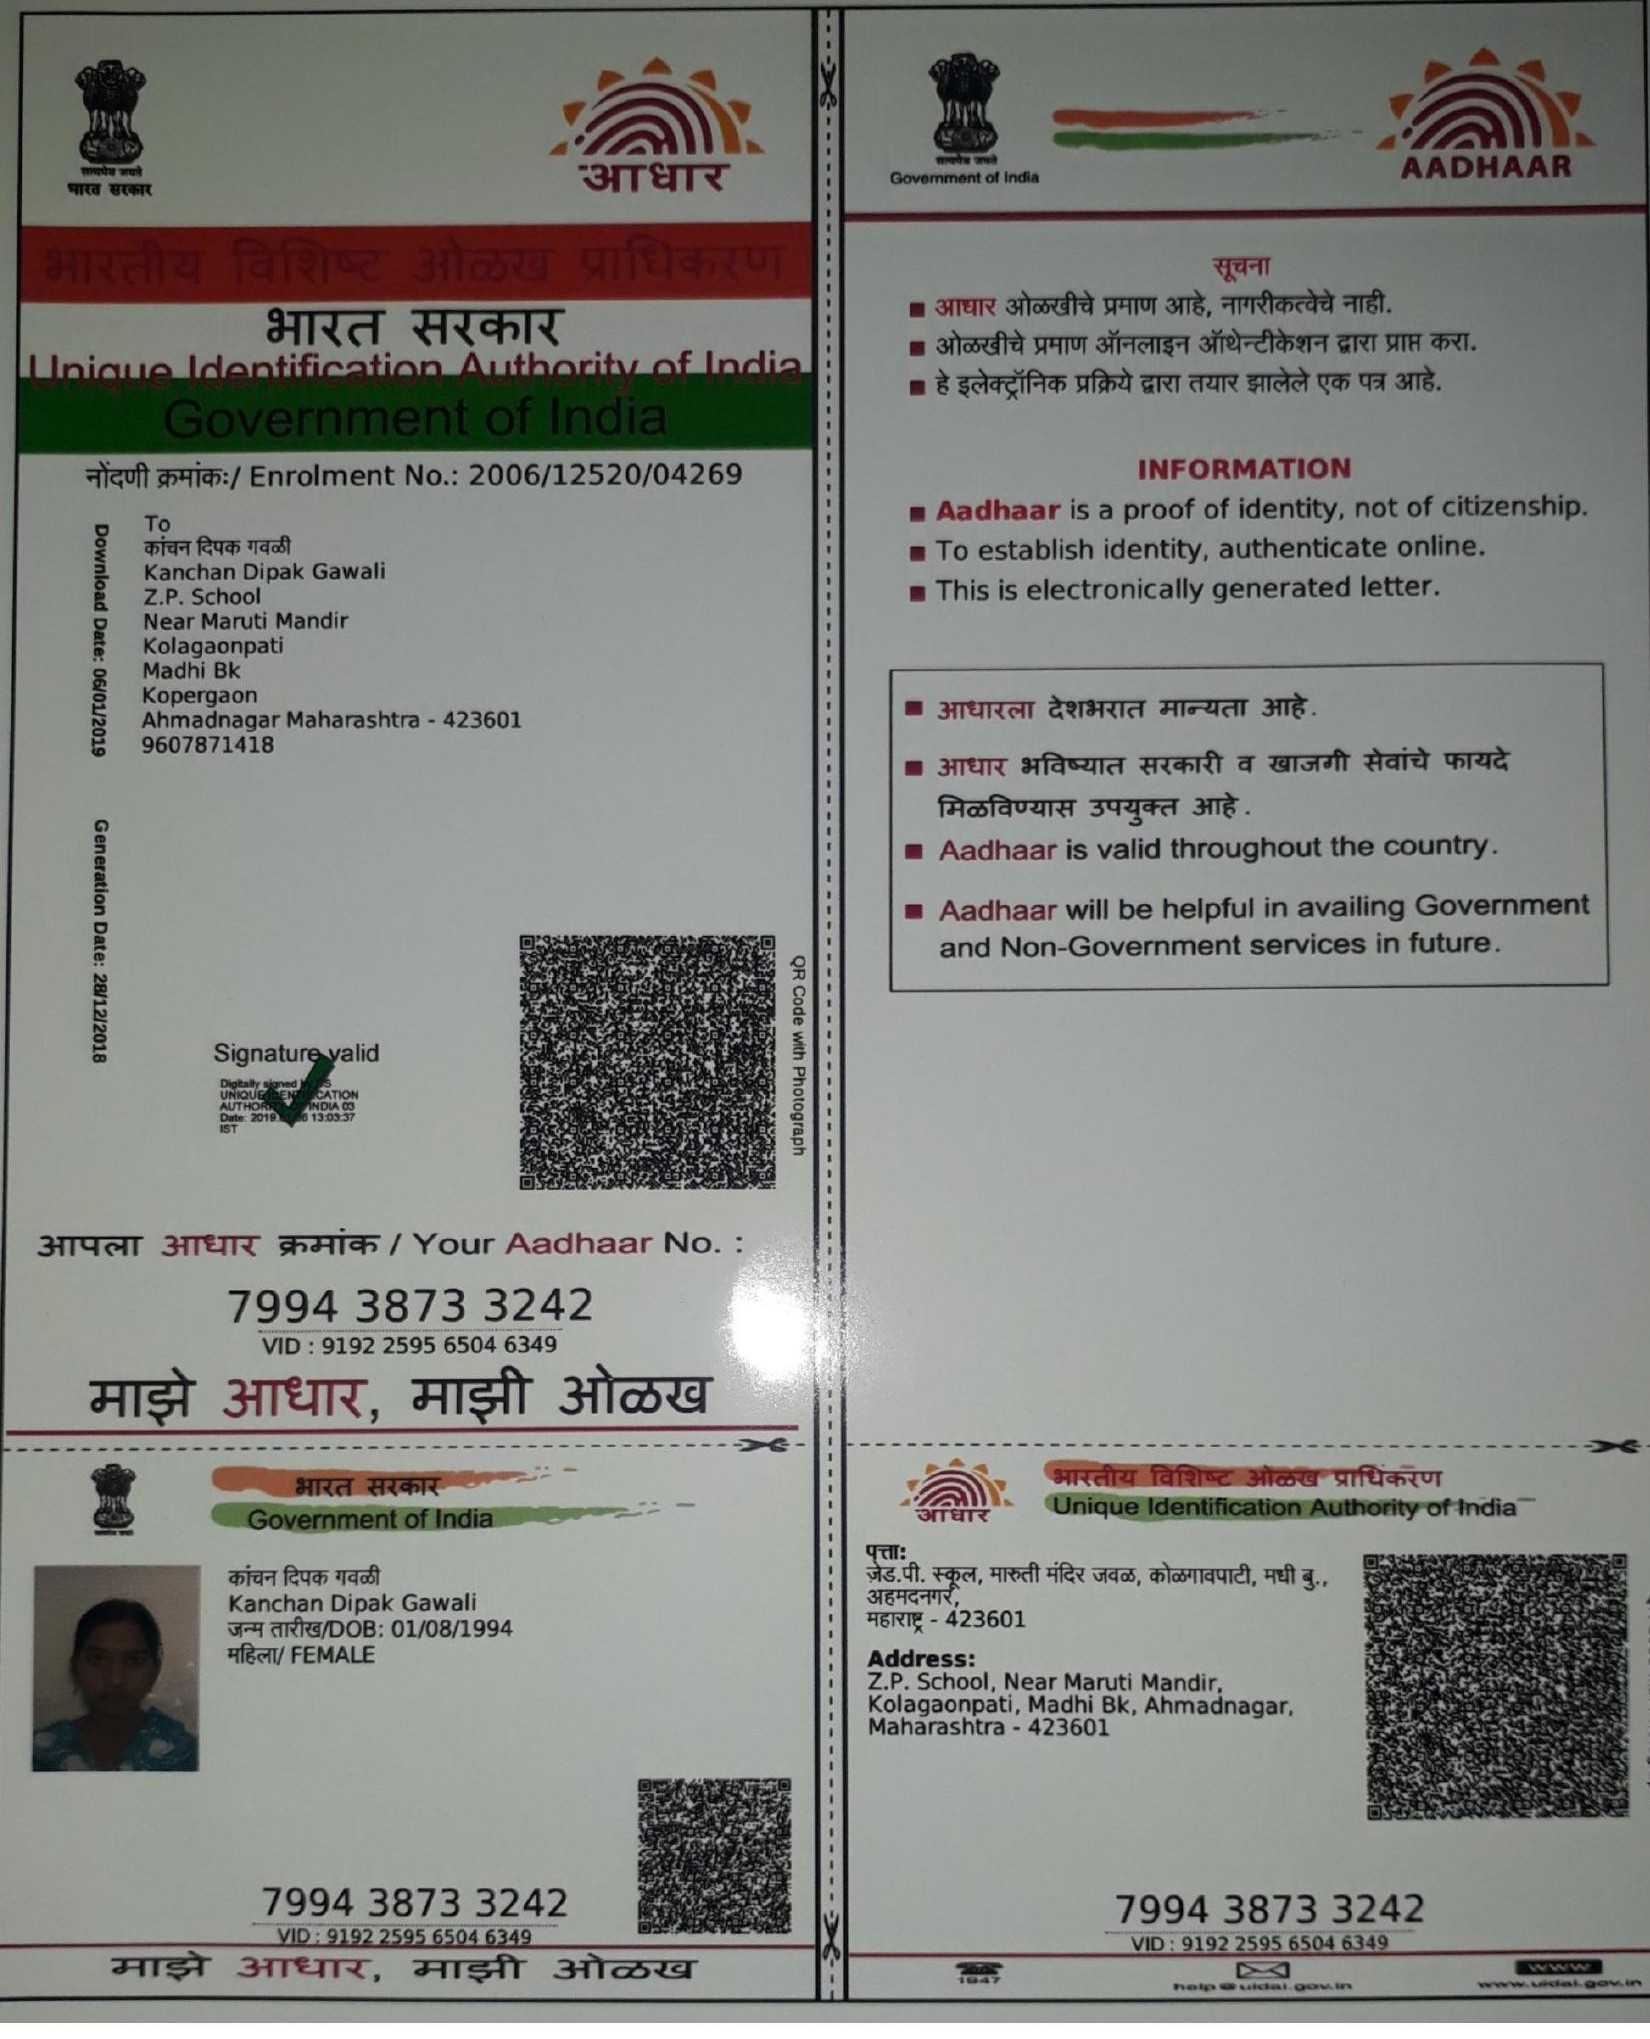 सत्यमेव जयते
भारत सरकार
आधार
भारतीय विशिष्ट ओळख प्राधिकरण
भारत सरकार
Unique Identification Authority of India
Government of India
नोंदणी क्रमांक:/ Enrolment No.: 2006/12520/04269
Download Date: 06/01/2019
Generation Date: 28/12/2018
To
कांचन दिपक गवळी
Kanchan Dipak Gawali
Z.P. School
Near Maruti Mandir
Kolagaonpati
Madhi Bk
Kopergaon
Ahmadnagar Maharashtra - 423601
9607871418
QR Code with Photograph
Signature valid
Digitally signed
UNIQUE
INDIA 03
Date: 2019 13:03:37
IST
आपला आधार क्रमांक / Your Aadhaar No. :
7994 3873 3242
VID : 9192 2595 6504 6349
माझे आधार, माझी ओळख
सत्यमेव जयते
Government of India
AADHAAR
सूचना
आधार ओळखीचे प्रमाण आहे, नागरीकत्वेचे नाही.
ओळखीचे प्रमाण ऑनलाइन ऑथेन्टीकेशन द्वारा प्राप्त करा.
हे इलेक्ट्रॉनिक प्रक्रिये द्वारा तयार झालेले एक पत्र आहे.
INFORMATION
Aadhaar is a proof of identity, not of citizenship.
To establish identity, authenticate online.
This is electronically generated letter.
आधारला देशभरात मान्यता आहे.
आधार भविष्यात सरकारी व खाजगी सेवांचे फायदे
मिळविण्यास उपयुक्त आहे.
Aadhaar is valid throughout the country.
Aadhaar will be helpful in availing Government
and Non-Government services in future.
भारत सरकार
Government of India
कांचन दिपक गवळी
Kanchan Dipak Gawali
जन्म तारीख/DOB: 01/08/1994
महिला/ FEMALE
7994 3873 3242
VID : 9192 2595 6504 6349
माझे आधार, माझी ओळख
आधार
भारतीय विशिष्ट ओळख प्राधिकरण
Unique Identification Authority of India
पत्ता:
ज़ेड.पी. स्कूल, मारुती मंदिर जवळ, कोळगावपाटी, मधी बु.,
अहमदनगर,
महाराष्ट्र - 423601
Address:
Z.P. School, Near Maruti Mandir,
Kolagaonpati, Madhi Bk, Ahmadnagar,
Maharashtra - 423601
7994 3873 3242
VID : 9192 2595 6504 6349
1947
help@uidai.gov.in
www
www.uidai.gov.in